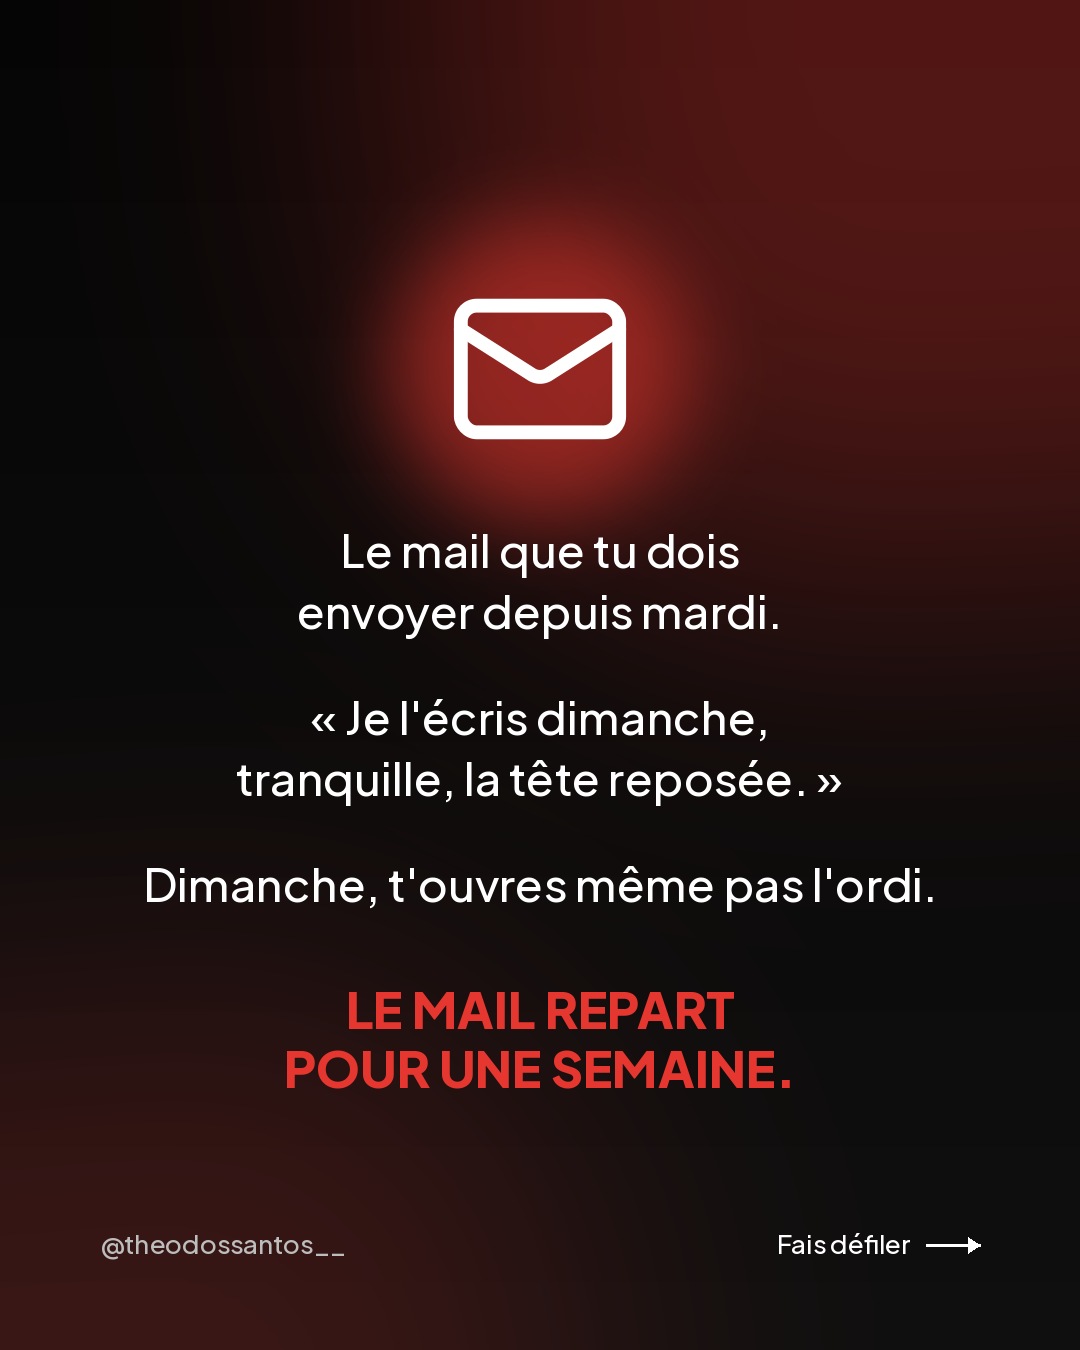 Le mail que tu dois
envoyer depuis mardi.
« Je l'écris dimanche,
tranquille, la tête reposée. »
Dimanche, t'ouvres même pas l'ordi.
LE MAIL REPART
POUR UNE SEMAINE.
@theodossantos__
Fais défiler